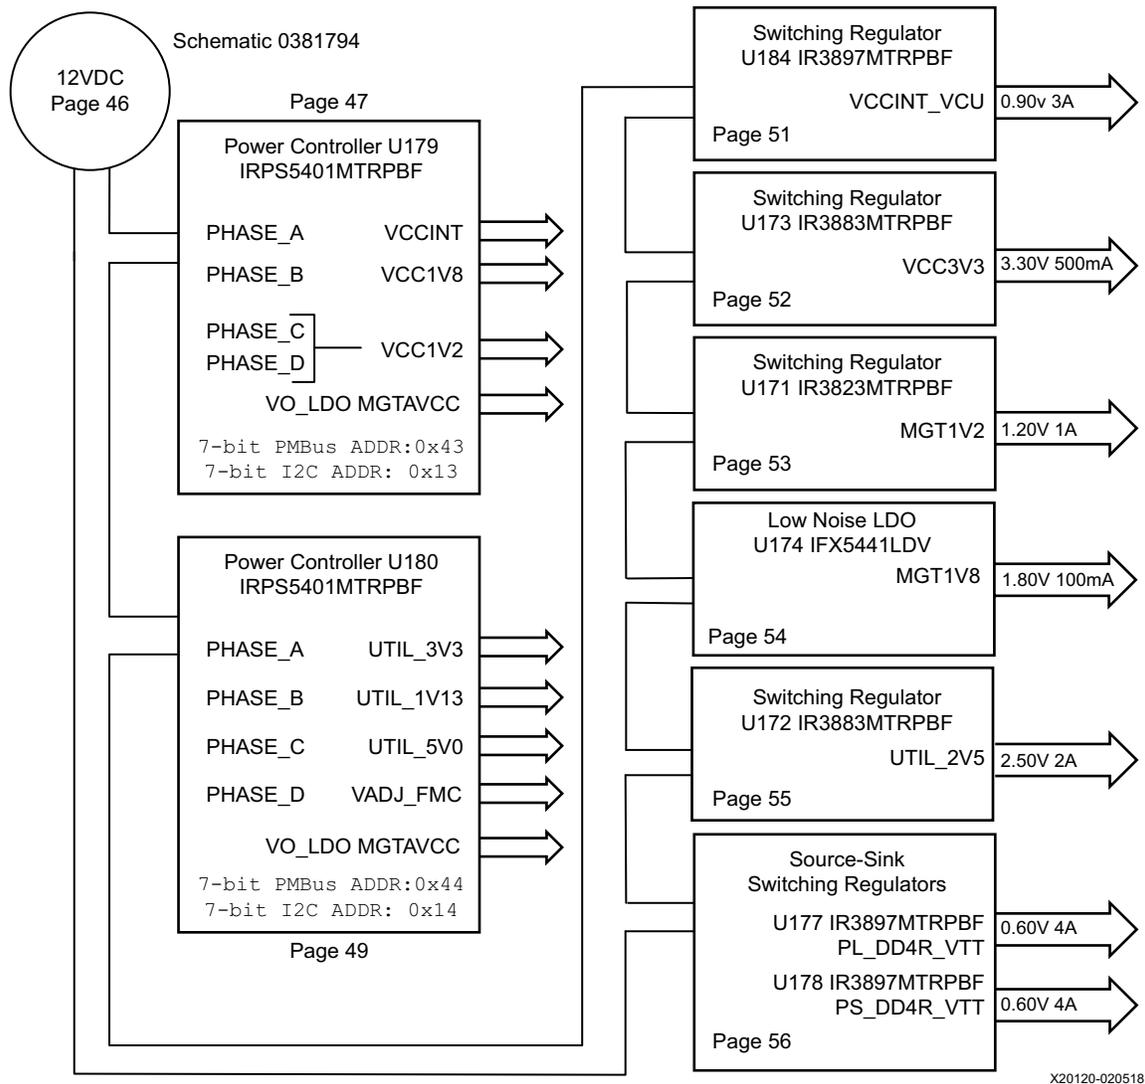 Schematic 0381794
12VDC
Page 46
Page 47
Power Controller U179
IRPS5401MTRPBF
PHASE_A VCCINT
PHASE_B VCC1V8
PHASE_C
PHASE_D
VCC1V2
VO_LDO MGTAVCC
7-bit PMBus ADDR:0x43
7-bit I2C ADDR: 0x13
Power Controller U180
IRPS5401MTRPBF
PHASE_A UTIL_3V3
PHASE_B UTIL_1V13
PHASE_C UTIL_5V0
PHASE_D VADJ_FMC
VO_LDO MGTAVCC
7-bit PMBus ADDR:0x44
7-bit I2C ADDR: 0x14
Page 49
Switching Regulator
U184 IR3897MTRPBF
VCCINT_VCU
0.90v 3A
Page 51
Switching Regulator
U173 IR3883MTRPBF
VCC3V3
3.30V 500mA
Page 52
Switching Regulator
U171 IR3823MTRPBF
MGT1V2
1.20V 1A
Page 53
Low Noise LDO
U174 IFX5441LDV
MGT1V8
1.80V 100mA
Page 54
Switching Regulator
U172 IR3883MTRPBF
UTIL_2V5
2.50V 2A
Page 55
Source-Sink
Switching Regulators
U177 IR3897MTRPBF
PL_DD4R_VTT
0.60V 4A
U178 IR3897MTRPBF
PS_DD4R_VTT
0.60V 4A
Page 56
X20120-020518